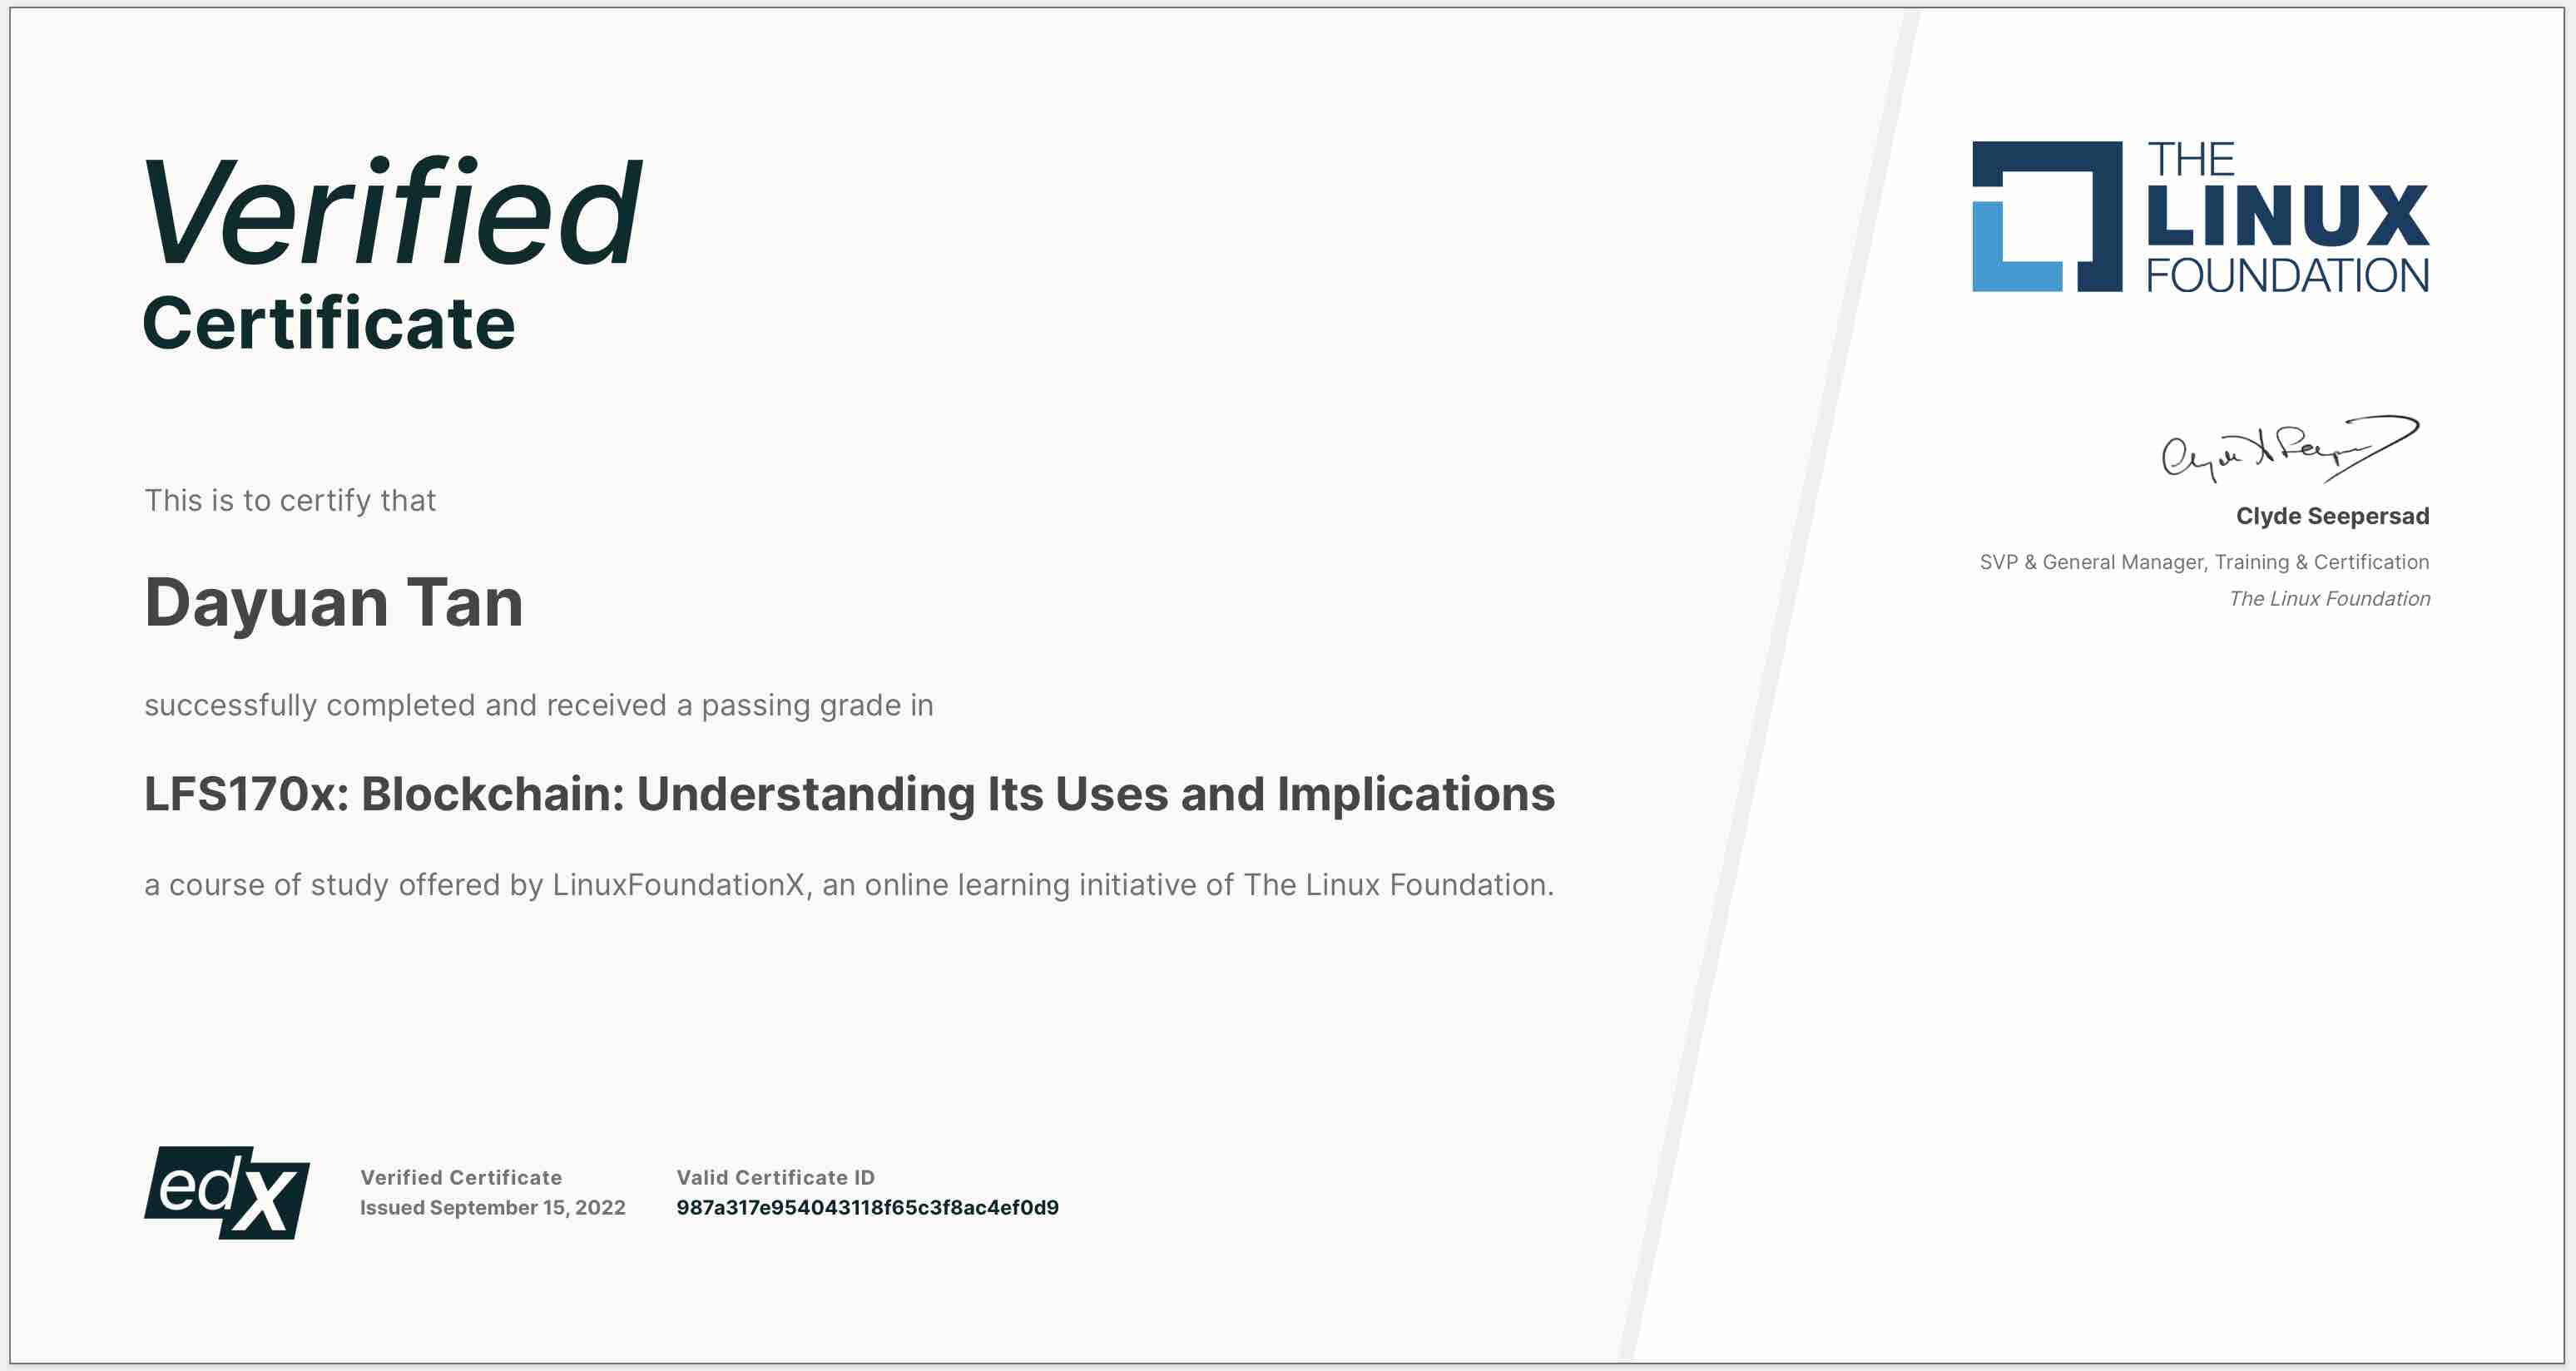 Verified
Certificate
This is to certify that
Dayuan Tan
successfully completed and received a passing grade in
LFS170x: Blockchain: Understanding Its Uses and Implications
a course of study offered by LinuxFoundationX, an online learning initiative of The Linux Foundation.
edX
Verified Certificate
Issued September 15, 2022
Valid Certificate ID
987a317e954043118f65c3f8ac4ef0d9
THE
LINUX
FOUNDATION
Clyde Seepersad
SVP & General Manager, Training & Certification
The Linux Foundation